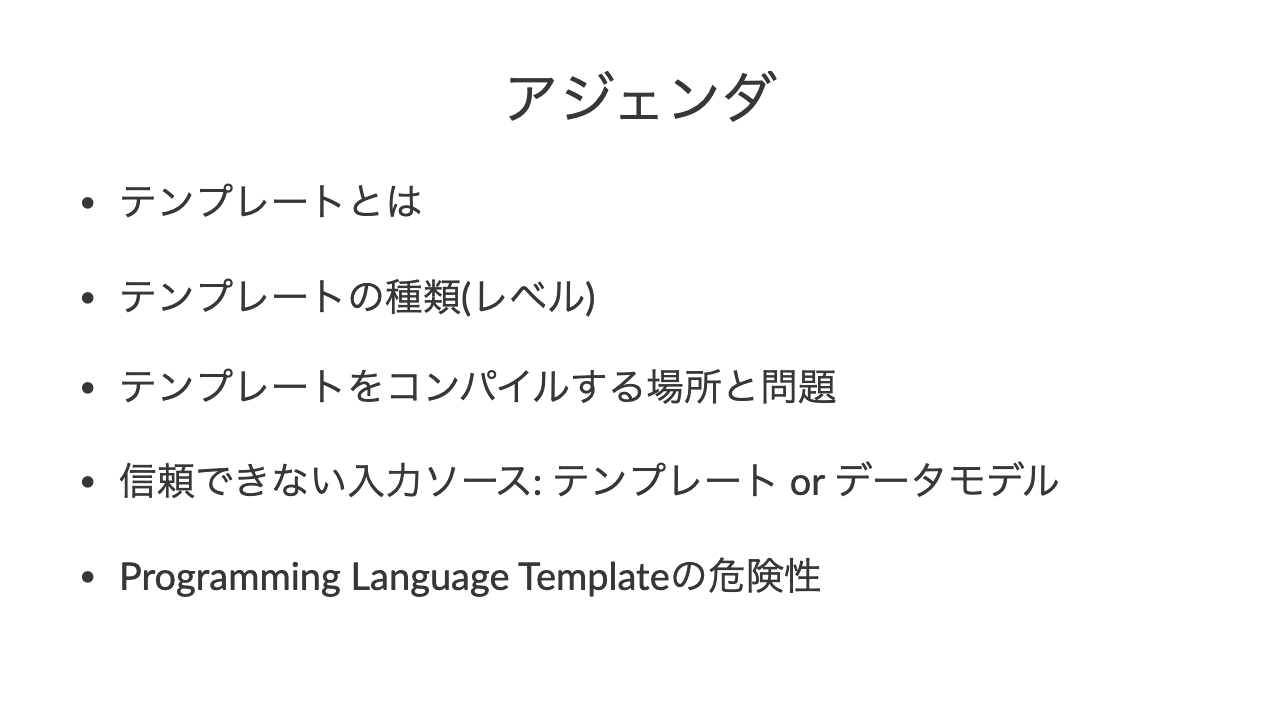 アジェンダ
• テンプレートとは
• テンプレートの種類(レベル)
• テンプレートをコンパイルする場所と問題
• 信頼できない入力ソース: テンプレート or データモデル
• Programming Language Templateの危険性